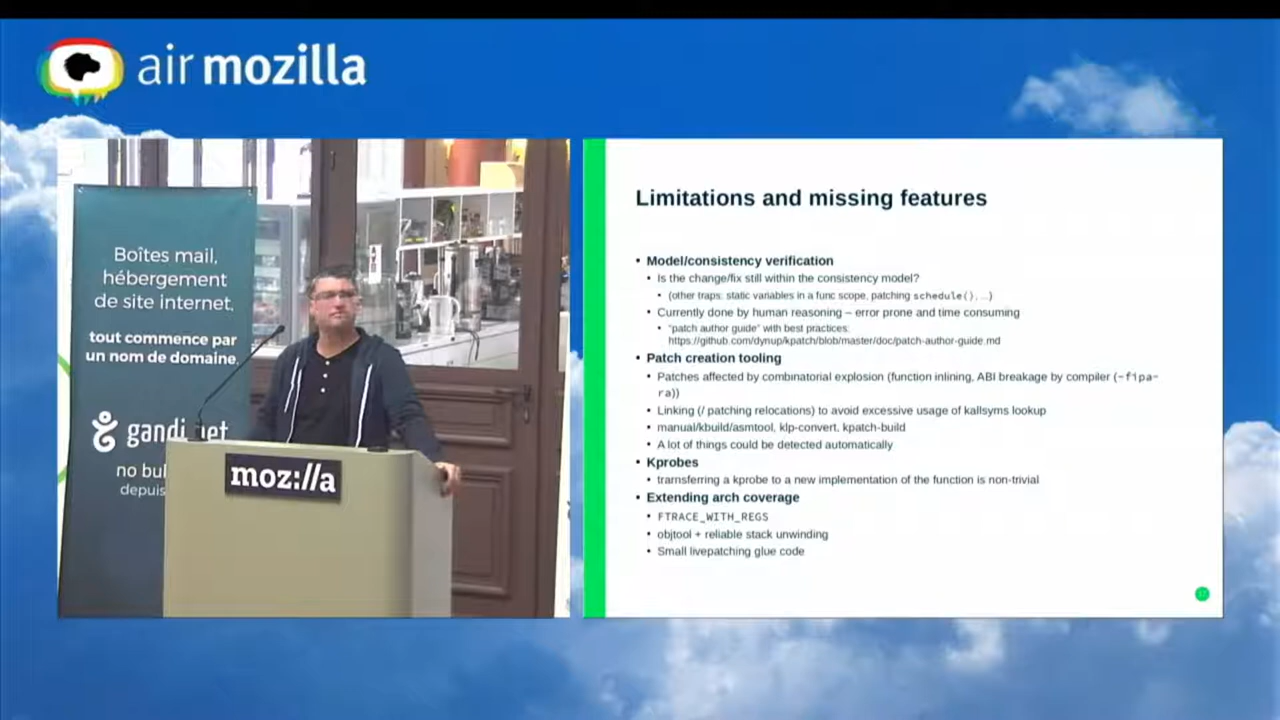 air mozilla
Boîtes mail,
hébergement
de site internet,
tout commence par
un nom de domaine.
gandi.net
no bul
depuis
moz://a
Limitations and missing features
• Model/consistency verification
• Is the change/fix still within the consistency model?
• (other traps: static variables in a func scope, patching schedule(), ...)
• Currently done by human reasoning – error prone and time consuming
• "patch author guide" with best practices:
https://github.com/dynup/kpatch/blob/master/doc/patch-author-guide.md
• Patch creation tooling
• Patches affected by combinatorial explosion (function inlining, ABI breakage by compiler (-fipa-
ra))
• Linking (/ patching relocations) to avoid excessive usage of kallsyms lookup
• manual/kbuild/asmtool, klp-convert, kpatch-build
• A lot of things could be detected automatically
• Kprobes
• trarnsferring a kprobe to a new implementation of the function is non-trivial
• Extending arch coverage
• FTRACE_WITH_REGS
• objtool + reliable stack unwinding
• Small livepatching glue code